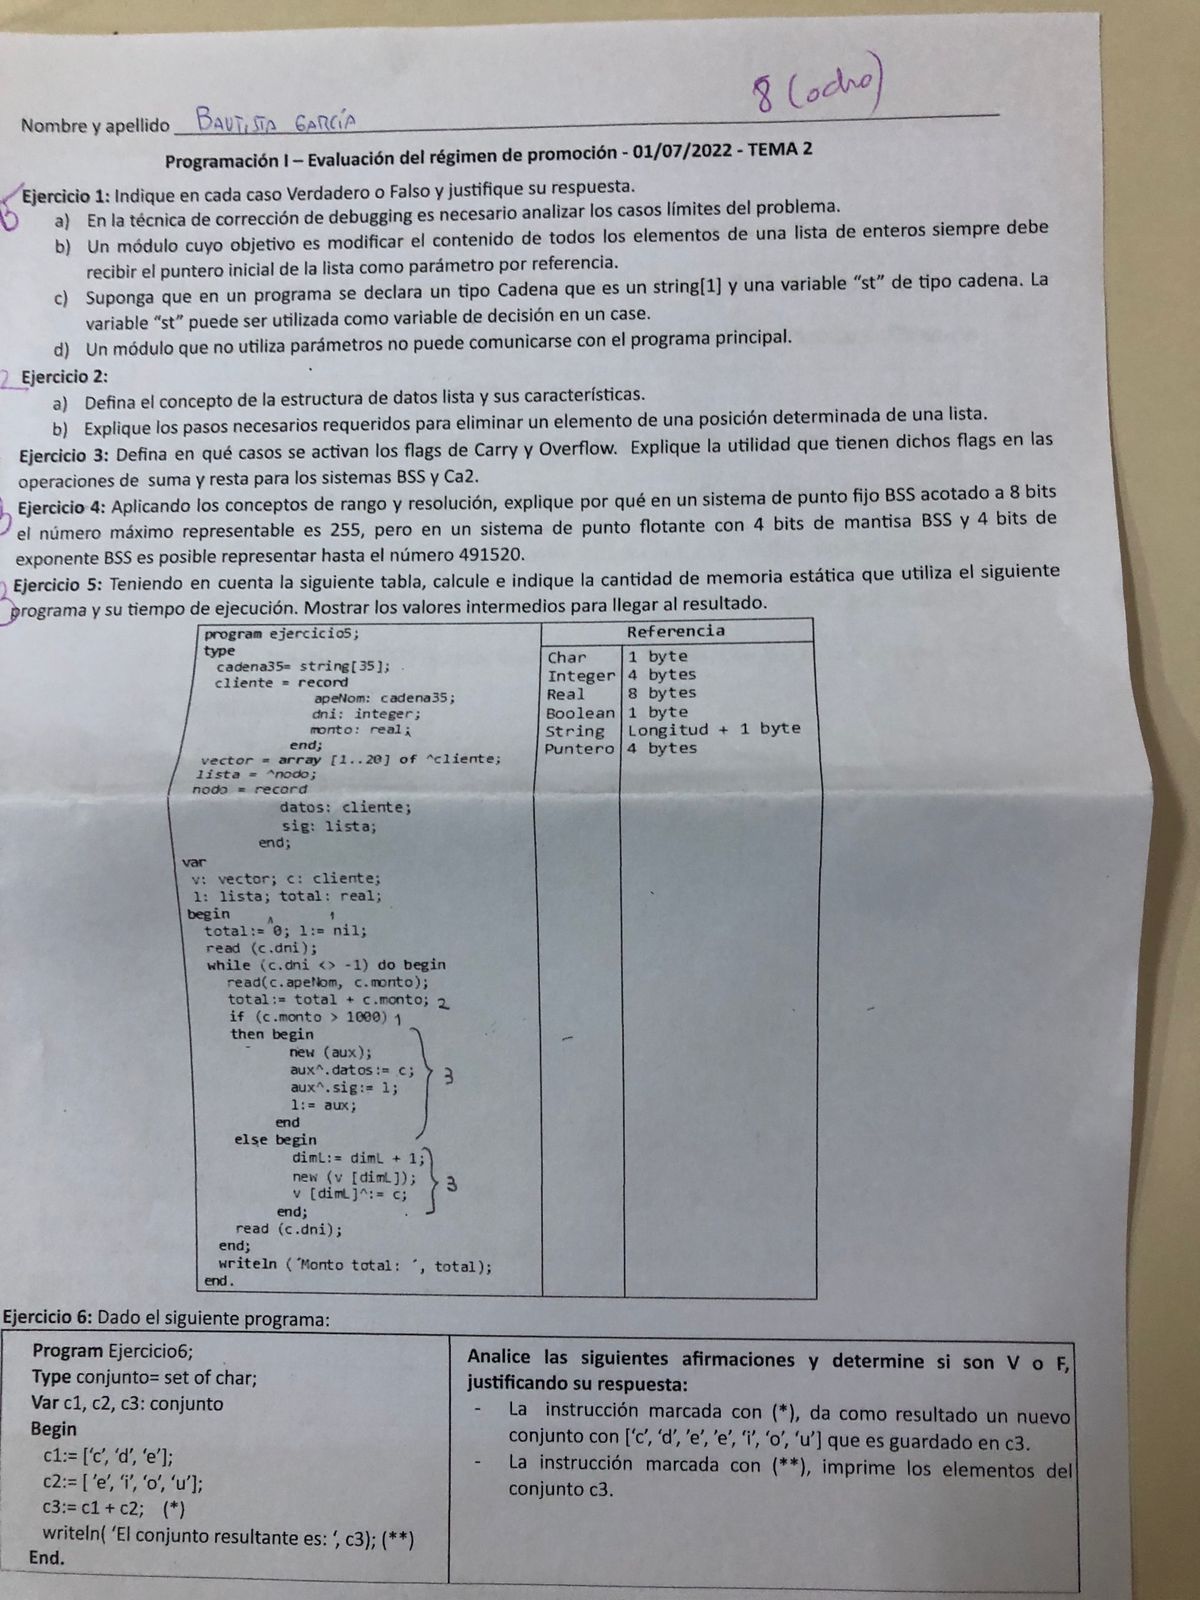 8 (ocho)
Nombre y apellido BAUTISTA GARCÍA
Programación I – Evaluación del régimen de promoción - 01/07/2022 - TEMA 2
Ejercicio 1: Indique en cada caso Verdadero o Falso y justifique su respuesta.
a) En la técnica de corrección de debugging es necesario analizar los casos límites del problema.
b) Un módulo cuyo objetivo es modificar el contenido de todos los elementos de una lista de enteros siempre debe
recibir el puntero inicial de la lista como parámetro por referencia.
c) Suponga que en un programa se declara un tipo Cadena que es un string[1] y una variable “st” de tipo cadena. La
variable “st” puede ser utilizada como variable de decisión en un case.
d) Un módulo que no utiliza parámetros no puede comunicarse con el programa principal.
2 Ejercicio 2:
a) Defina el concepto de la estructura de datos lista y sus características.
b) Explique los pasos necesarios requeridos para eliminar un elemento de una posición determinada de una lista.
Ejercicio 3: Defina en qué casos se activan los flags de Carry y Overflow. Explique la utilidad que tienen dichos flags en las
operaciones de suma y resta para los sistemas BSS y Ca2.
Ejercicio 4: Aplicando los conceptos de rango y resolución, explique por qué en un sistema de punto fijo BSS acotado a 8 bits
el número máximo representable es 255, pero en un sistema de punto flotante con 4 bits de mantisa BSS y 4 bits de
exponente BSS es posible representar hasta el número 491520.
Ejercicio 5: Teniendo en cuenta la siguiente tabla, calcule e indique la cantidad de memoria estática que utiliza el siguiente
programa y su tiempo de ejecución. Mostrar los valores intermedios para llegar al resultado.
program ejercicio5;
type
cadena35= string[35];
cliente = record
apeNom: cadena35;
dni: integer;
monto: real;
end;
vector = array [1..20] of ^cliente;
lista = ^nodo;
nodo = record
datos: cliente;
sig: lista;
end;
var
v: vector; c: cliente;
l: lista; total: real;
begin
1 1
total:= 0; l:= nil;
read (c.dni);
while (c.dni <> -1) do begin
read(c.apeNom, c.monto);
total:= total + c.monto; 2
if (c.monto > 1000) 1
then begin
new (aux);
aux^.datos:= c;
aux^.sig:= l;
l:= aux;
3
end
else begin
dimL:= dimL + 1;
new (v [dimL]);
v [dimL]^:= c;
3
end;
read (c.dni);
end;
writeln (´Monto total: ´, total);
end.
Referencia
Char 1 byte
Integer 4 bytes
Real 8 bytes
Boolean 1 byte
String Longitud + 1 byte
Puntero 4 bytes
Ejercicio 6: Dado el siguiente programa:
Program Ejercicio6;
Type conjunto= set of char;
Var c1, c2, c3: conjunto
Begin
c1:= [‘c’, ‘d’, ‘e’];
c2:= [ ‘e’, ‘i’, ‘o’, ‘u’];
c3:= c1 + c2; (*)
writeln( ‘El conjunto resultante es: ‘, c3); (**)
End.
Analice las siguientes afirmaciones y determine si son V o F,
justificando su respuesta:
- La instrucción marcada con (*), da como resultado un nuevo
conjunto con [‘c’, ‘d’, ’e’, ’e’, ‘i’, ‘o’, ‘u’] que es guardado en c3.
- La instrucción marcada con (**), imprime los elementos del
conjunto c3.